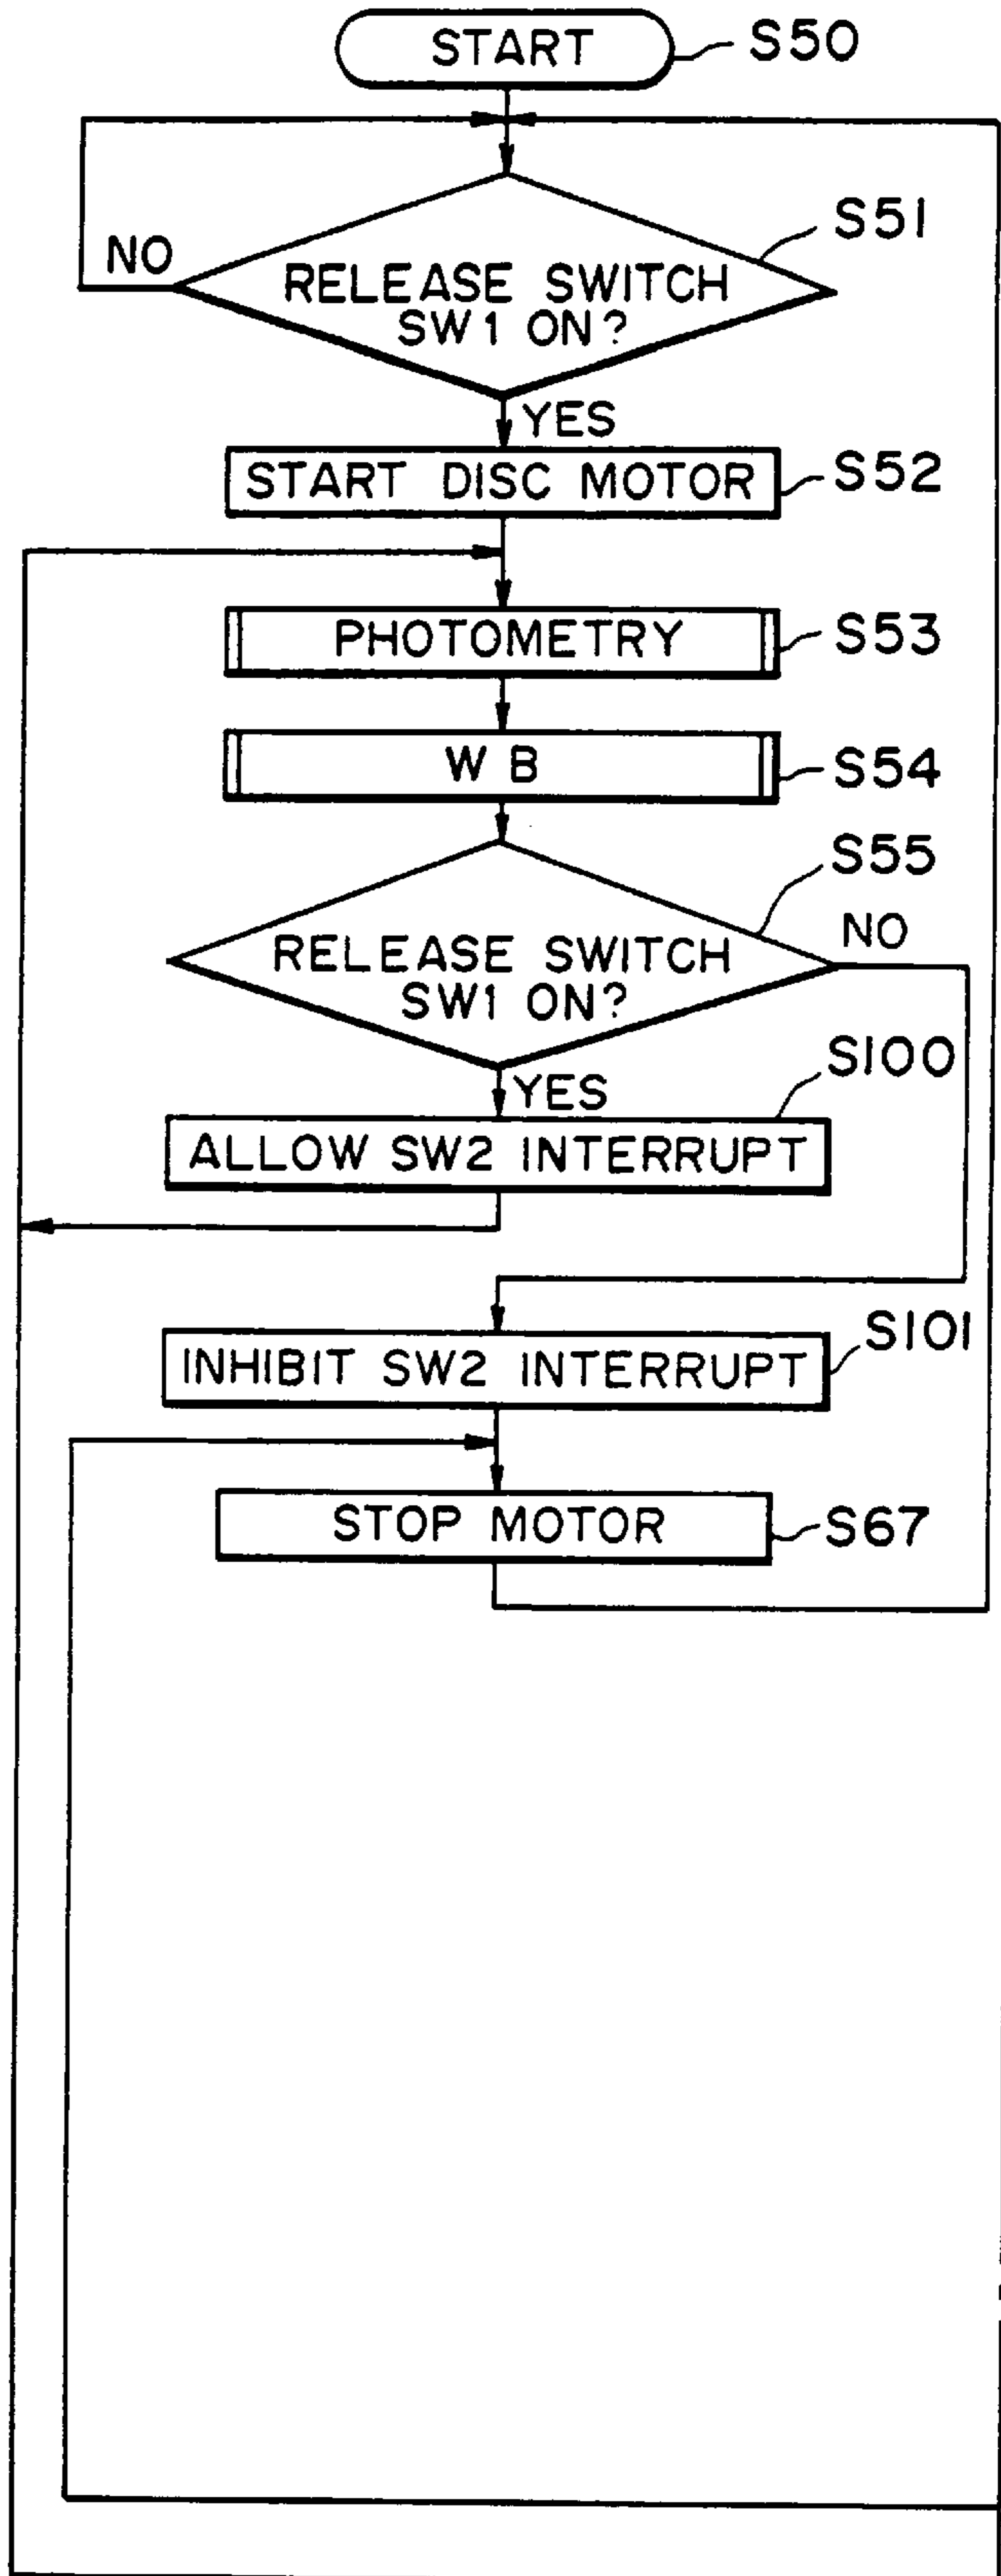 START
S50
S51
NO
RELEASE SWITCH
SW1 ON?
YES
START DISC MOTOR
S52
PHOTOMETRY
S53
WB
S54
S55
NO
RELEASE SWITCH
SW1 ON?
S100
YES
ALLOW SW2 INTERRUPT
S101
INHIBIT SW2 INTERRUPT
STOP MOTOR
S67